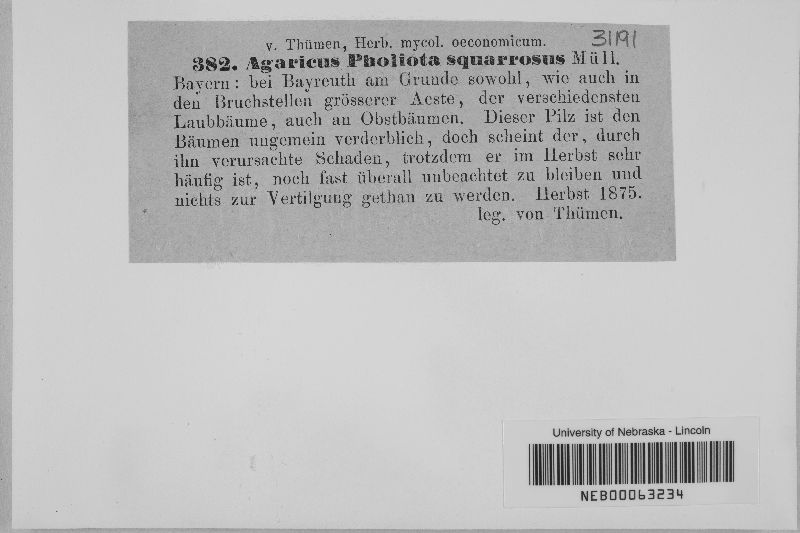 v. Thümen, Herb. mycol. oeconomicum. 31191
382. Agaricus Pholiota squarrosus Müll.
Bayern: bei Bayreuth am Grunde sowohl, wie auch in
den Bruchstellen grösserer Aeste, der verschiedensten
Laubbäume, auch an Obstbäumen. Dieser Pilz ist den
Bäumen ungemein verderblich, doch scheint der, durch
ihn verursachte Schaden, trotzdem er im Herbst sehr
häufig ist, noch fast überall unbeachtet zu bleiben und
nichts zur Vertilgung gethan zu werden. Herbst 1875.
leg. von Thümen.
University of Nebraska - Lincoln
NEB00063234